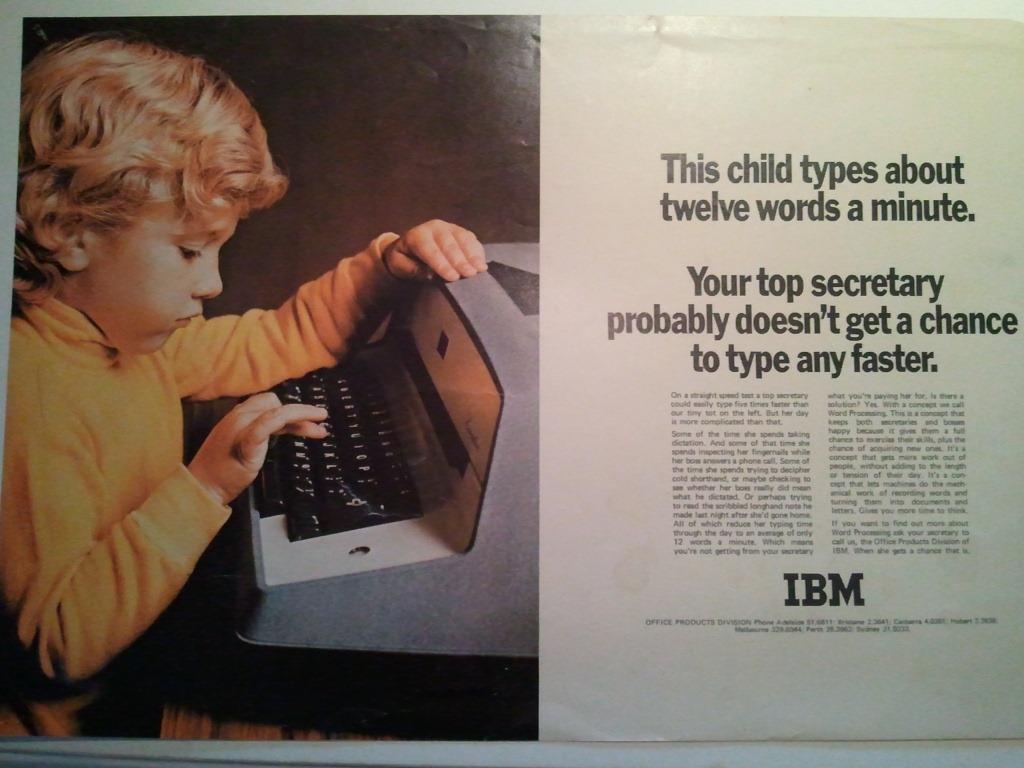 This child types about
twelve words a minute.
Your top secretary
probably doesn't get a chance
to type any faster.
On a straight speed test a top secretary
could easily type five times faster than
our tiny tot on the left. But her day
is more complicated than that.
Some of the time she spends taking
dictation. And some of that time she
spends inspecting her fingernails while
her boss answers a phone call. Some of
the time she spends trying to decipher
cold shorthand, or maybe checking to
see whether her boss really did mean
what he dictated. Or perhaps trying
to read the scribbled longhand note he
made last night after she'd gone home.
All of which reduce her typing time
through the day to an average of only
12 words a minute. Which means
you're not getting from your secretary
what you're paying her for. Is there a
solution? Yes. With a concept we call
Word Processing. This is a concept that
keeps both secretaries and bosses
happy because it gives them a full
chance to exercise their skills, plus the
chance of acquiring new ones. It's a
concept that gets more work out of
people, without adding to the length
or tension of their day. It's a con-
cept that lets machines do the mech-
anical work of recording words and
turning them into documents and
letters. Gives you more time to think.
If you want to find out more about
Word Processing ask your secretary to
call us, the Office Products Division of
IBM. When she gets a chance that is.
IBM
OFFICE PRODUCTS DIVISION Phone Adelaide Brisbane Canberra Hobart
Melbourne Perth Sydney